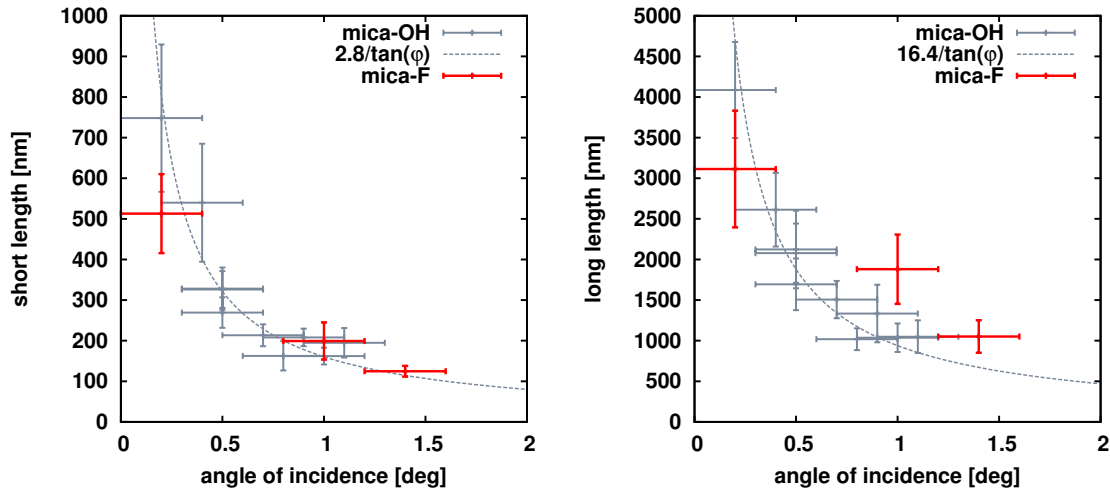 mica-OH
2.8/tan(φ)
mica-F
1000
900
800
700
600
500
400
300
200
100
0
0 0.5 1 1.5 2
short length [nm]
angle of incidence [deg]
mica-OH
16.4/tan(φ)
mica-F
5000
4500
4000
3500
3000
2500
2000
1500
1000
500
0
0 0.5 1 1.5 2
long length [nm]
angle of incidence [deg]